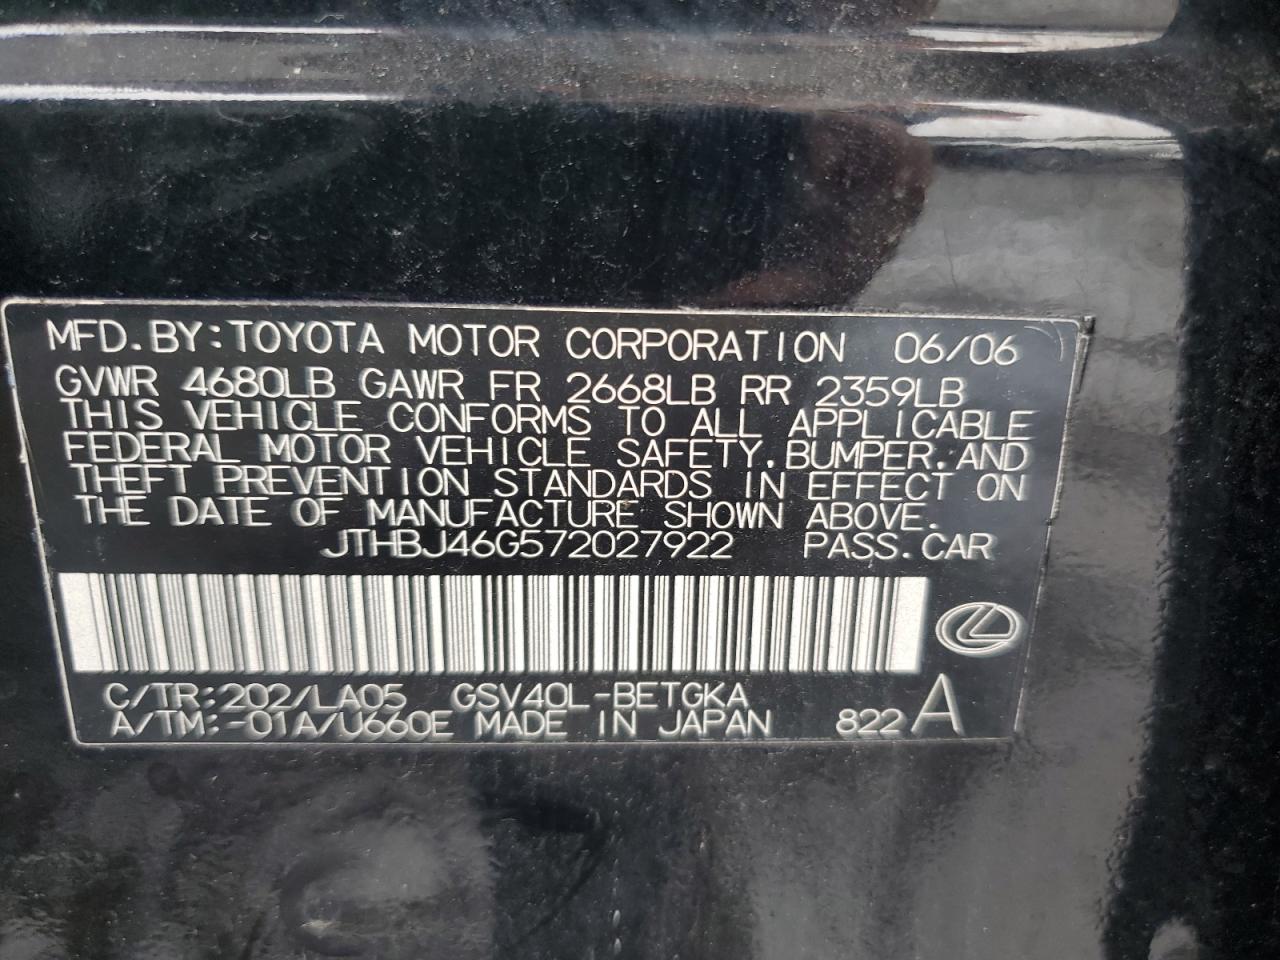 MFD.BY:TOYOTA MOTOR CORPORATION 06/06
GVWR 4680LB GAWR FR 2668LB RR 2359LB
THIS VEHICLE CONFORMS TO ALL APPLICABLE
FEDERAL MOTOR VEHICLE SAFETY,BUMPER,AND
THEFT PREVENTION STANDARDS IN EFFECT ON
THE DATE OF MANUFACTURE SHOWN ABOVE.
JTHBJ46G572027922 PASS.CAR
C/TR:202/LA05 GSV40L-BETGKA
A/TM:-01A/U660E MADE IN JAPAN 822 A